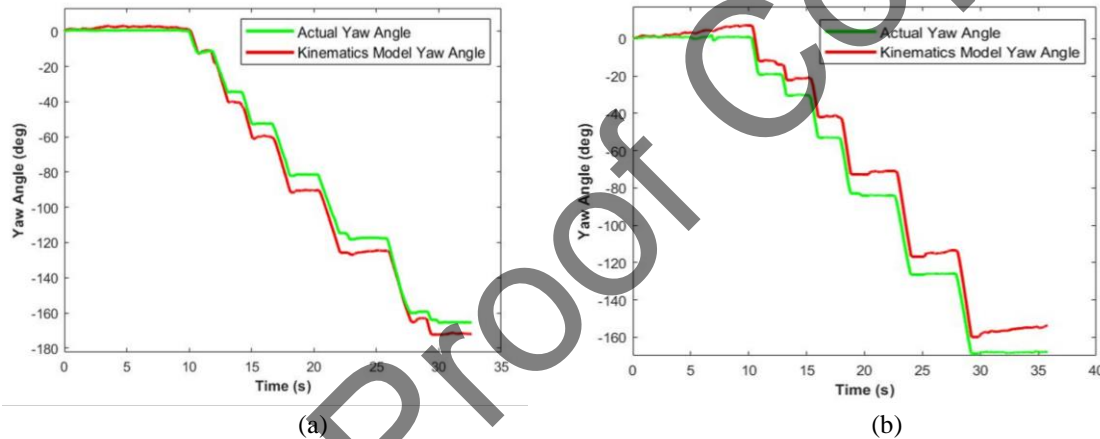 Actual Yaw Angle
Kinematics Model Yaw Angle
Yaw Angle (deg)
0
-20
-40
-60
-80
-100
-120
-140
-160
-180
0 5 10 15 20 25 30 35
Time (s)
(a)
Actual Yaw Angle
Kinematics Model Yaw Angle
Yaw Angle (deg)
0
-20
-40
-60
-80
-100
-120
-140
-160
0 5 10 15 20 25 30 35 40
Time (s)
(b)
Proof